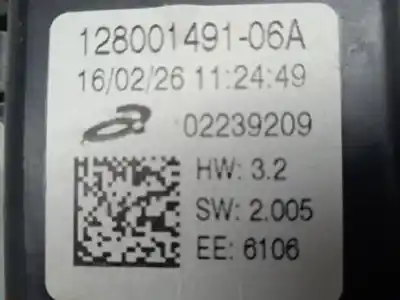 128001491-06A
16/02/26 11:24:49
02239209
HW: 3.2
SW: 2.005
EE: 6106